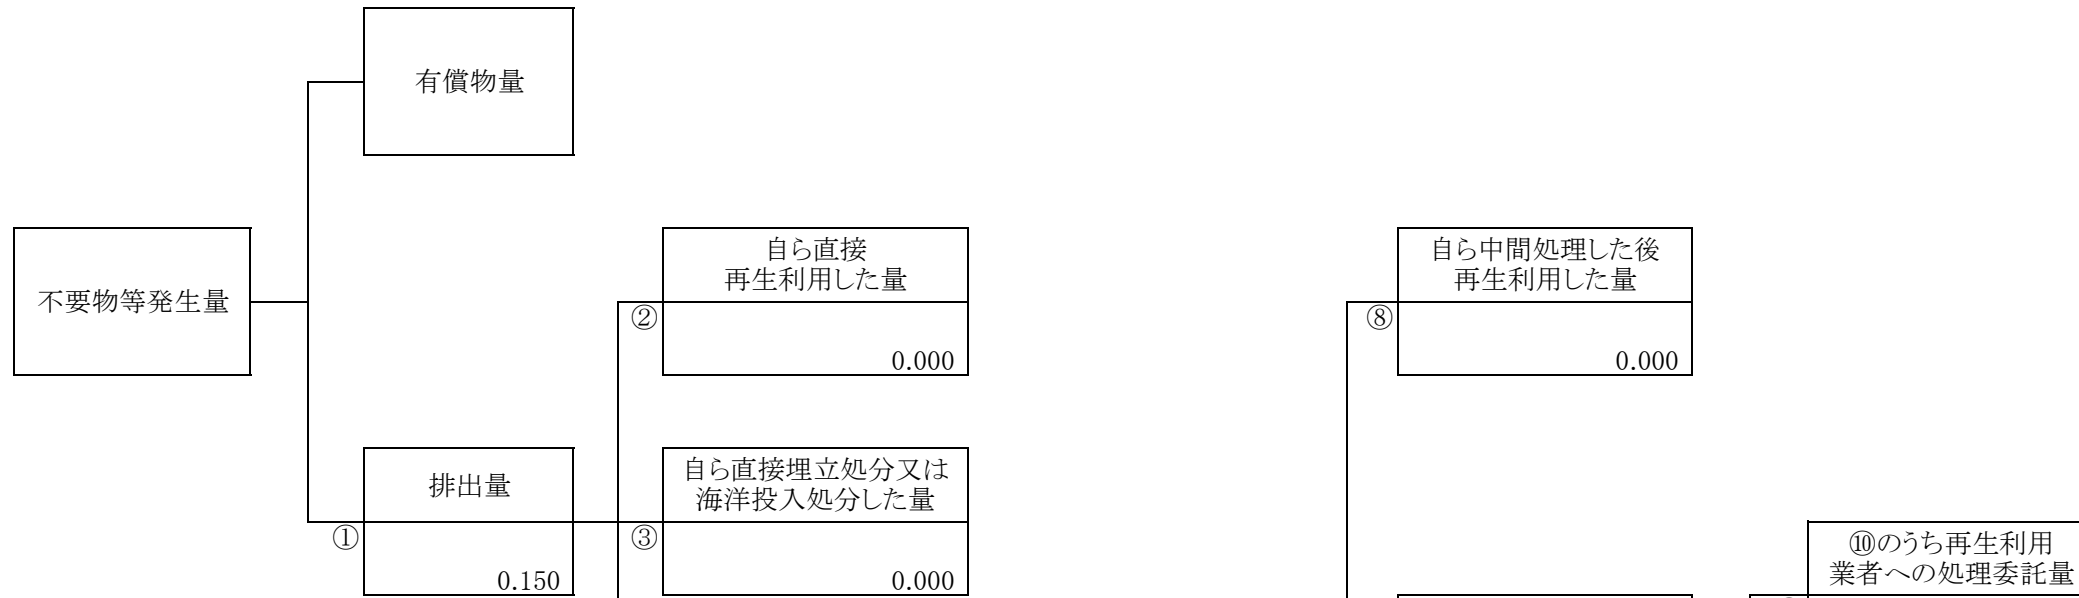 有償物量
不要物等発生量
自ら直接
再生利用した量
②
0.000
自ら中間処理した後
再生利用した量
⑧
0.000
排出量
①
0.150
自ら直接埋立処分又は
海洋投入処分した量
③
0.000
⑩のうち再生利用
業者への処理委託量